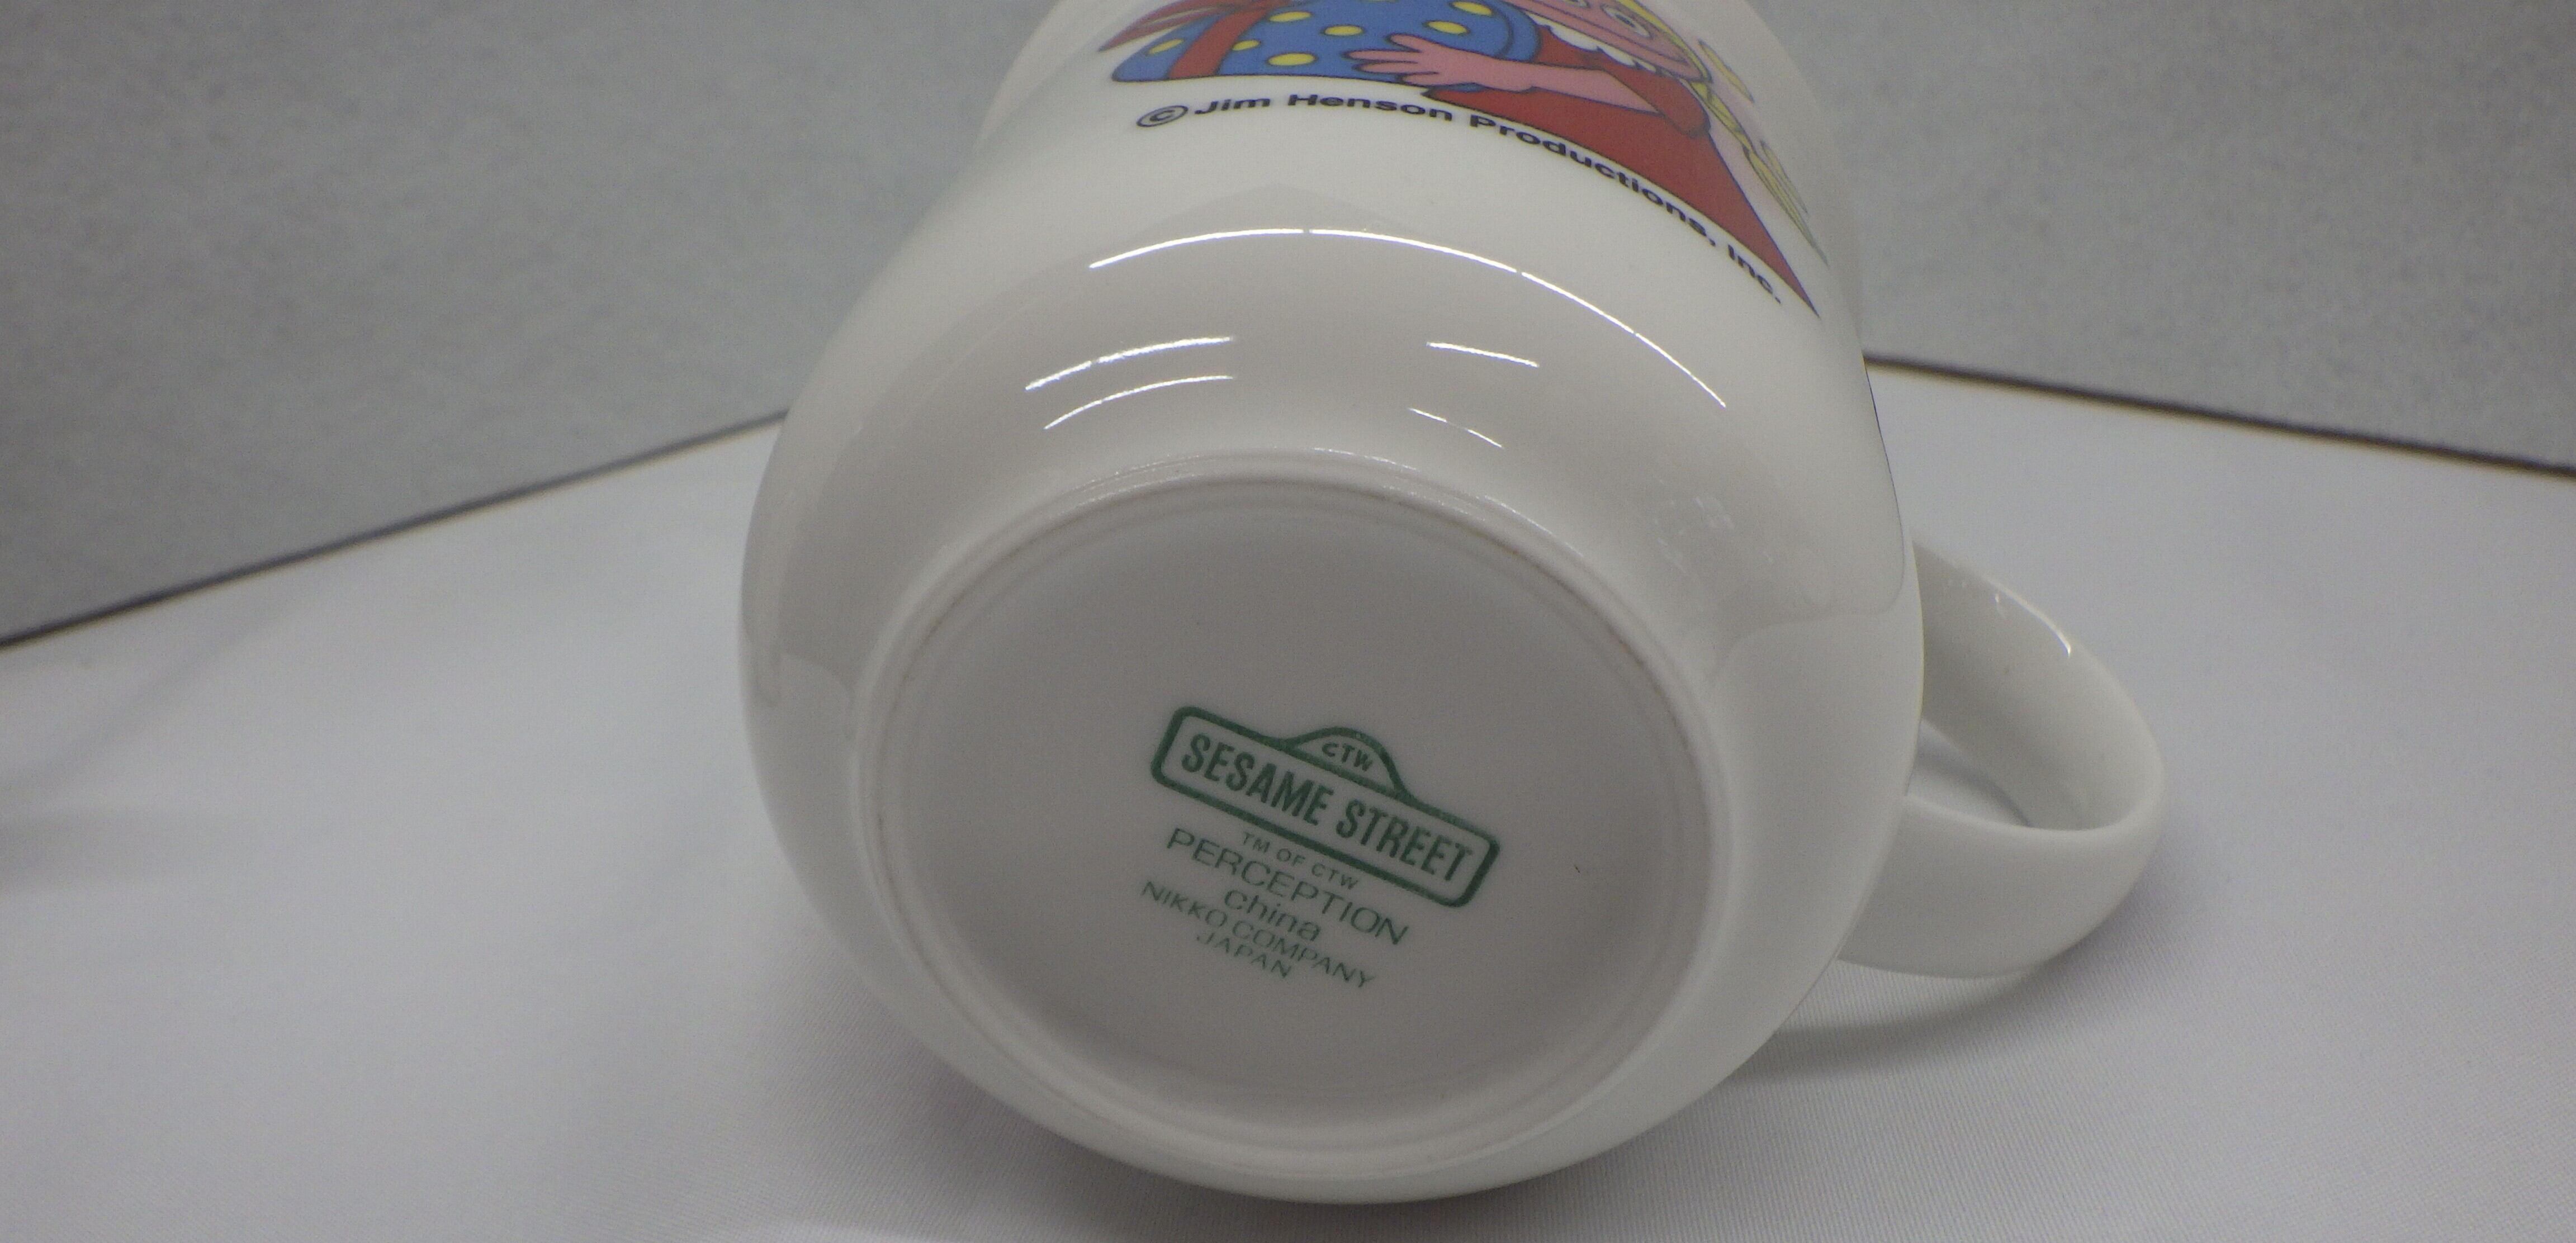 ©Jim Henson Productions, Inc.
CTW
SESAME STREET
TM OF CTW
PERCEPTION
china
NIKKO COMPANY
JAPAN